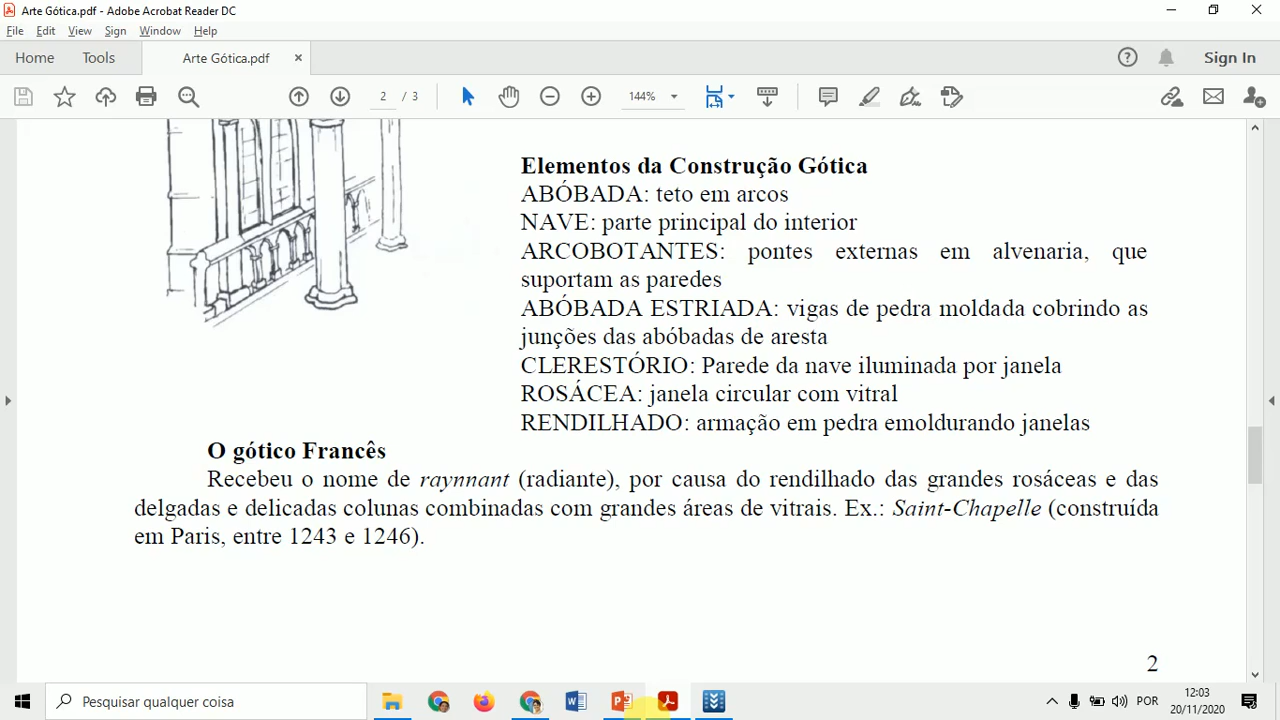 Arte Gótica.pdf - Adobe Acrobat Reader DC
File Edit View Sign Window Help
Home Tools Arte Gótica.pdf × Sign In
2 / 3 144%
Elementos da Construção Gótica
ABÓBADA: teto em arcos
NAVE: parte principal do interior
ARCOBOTANTES: pontes externas em alvenaria, que
suportam as paredes
ABÓBADA ESTRIADA: vigas de pedra moldada cobrindo as
junções das abóbadas de aresta
CLERESTÓRIO: Parede da nave iluminada por janela
ROSÁCEA: janela circular com vitral
RENDILHADO: armação em pedra emoldurando janelas
O gótico Francês
Recebeu o nome de raynnant (radiante), por causa do rendilhado das grandes rosáceas e das
delgadas e delicadas colunas combinadas com grandes áreas de vitrais. Ex.: Saint-Chapelle (construída
em Paris, entre 1243 e 1246).
2
Pesquisar qualquer coisa
POR
12:03
20/11/2020